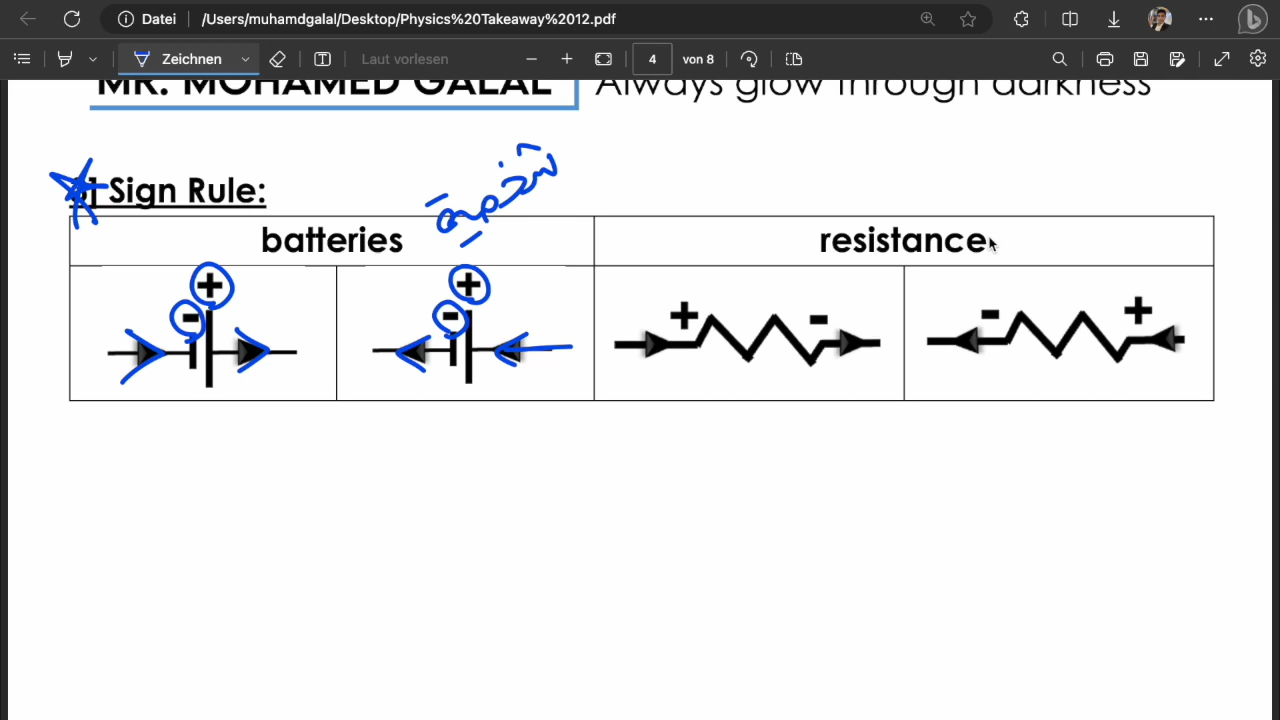 Datei /Users/muhamdgalal/Desktop/Physics%20Takeaway%2012.pdf
Zeichnen Laut vorlesen 4 von 8
MR. MOHAMED GALAL Always glow through darkness
Sign Rule:
batteries resistance
+ +
- - + - - +